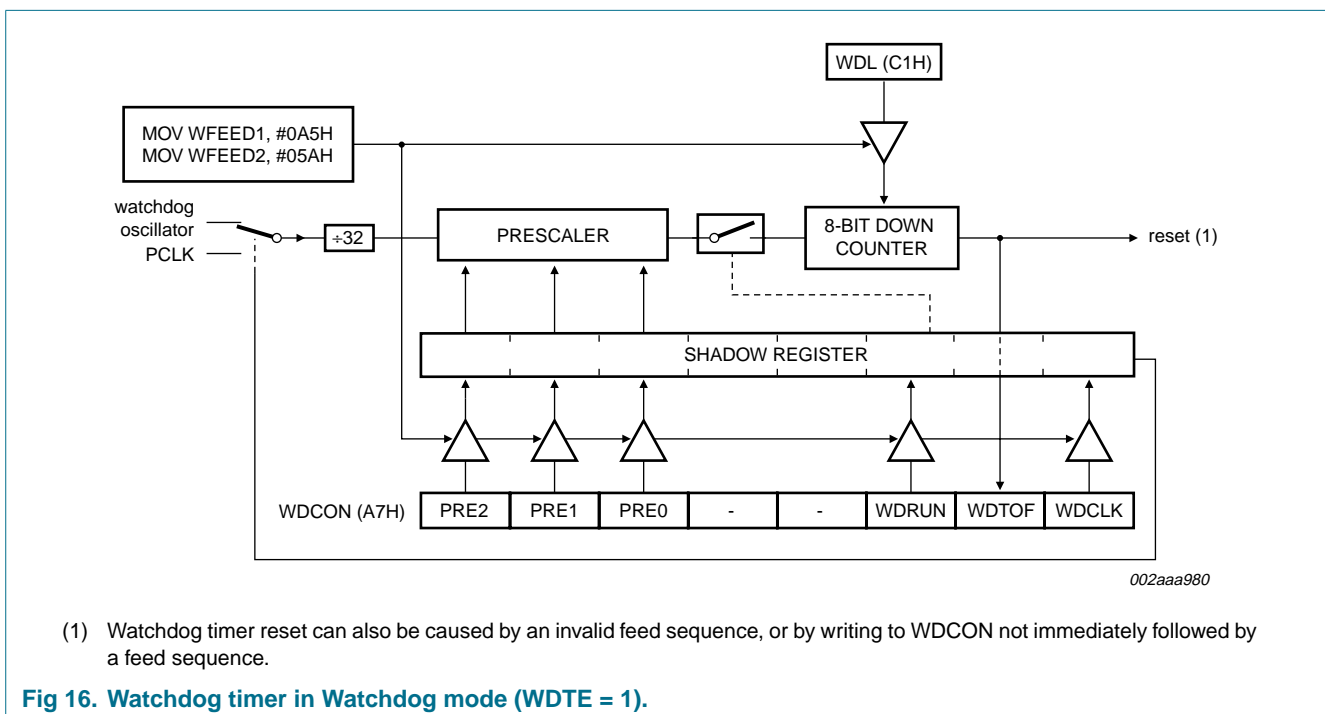 WDL (C1H)
MOV WFEED1, #0A5H
MOV WFEED2, #05AH
watchdog
oscillator
PCLK
÷32
PRESCALER
8-BIT DOWN
COUNTER
reset (1)
SHADOW REGISTER
WDCON (A7H) PRE2 PRE1 PRE0 - - WDRUN WDTOF WDCLK
002aaa980
(1) Watchdog timer reset can also be caused by an invalid feed sequence, or by writing to WDCON not immediately followed by
a feed sequence.
Fig 16. Watchdog timer in Watchdog mode (WDTE = 1).